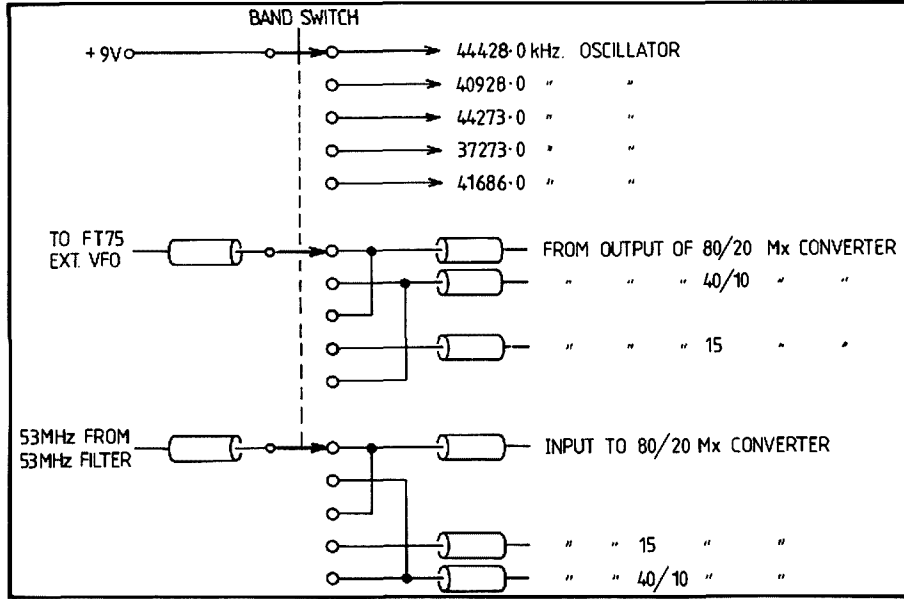 BAND SWITCH
+9V
44428·0 kHz. OSCILLATOR
40928·0 " "
44273·0 " "
37273·0 " "
41686·0 " "
TO FT75
EXT. VFO
FROM OUTPUT OF 80/20 Mx CONVERTER
" " " 40/10 " "
" " " 15 " "
53MHz FROM
53MHz FILTER
INPUT TO 80/20 Mx CONVERTER
" " 15 " "
" " 40/10 " "